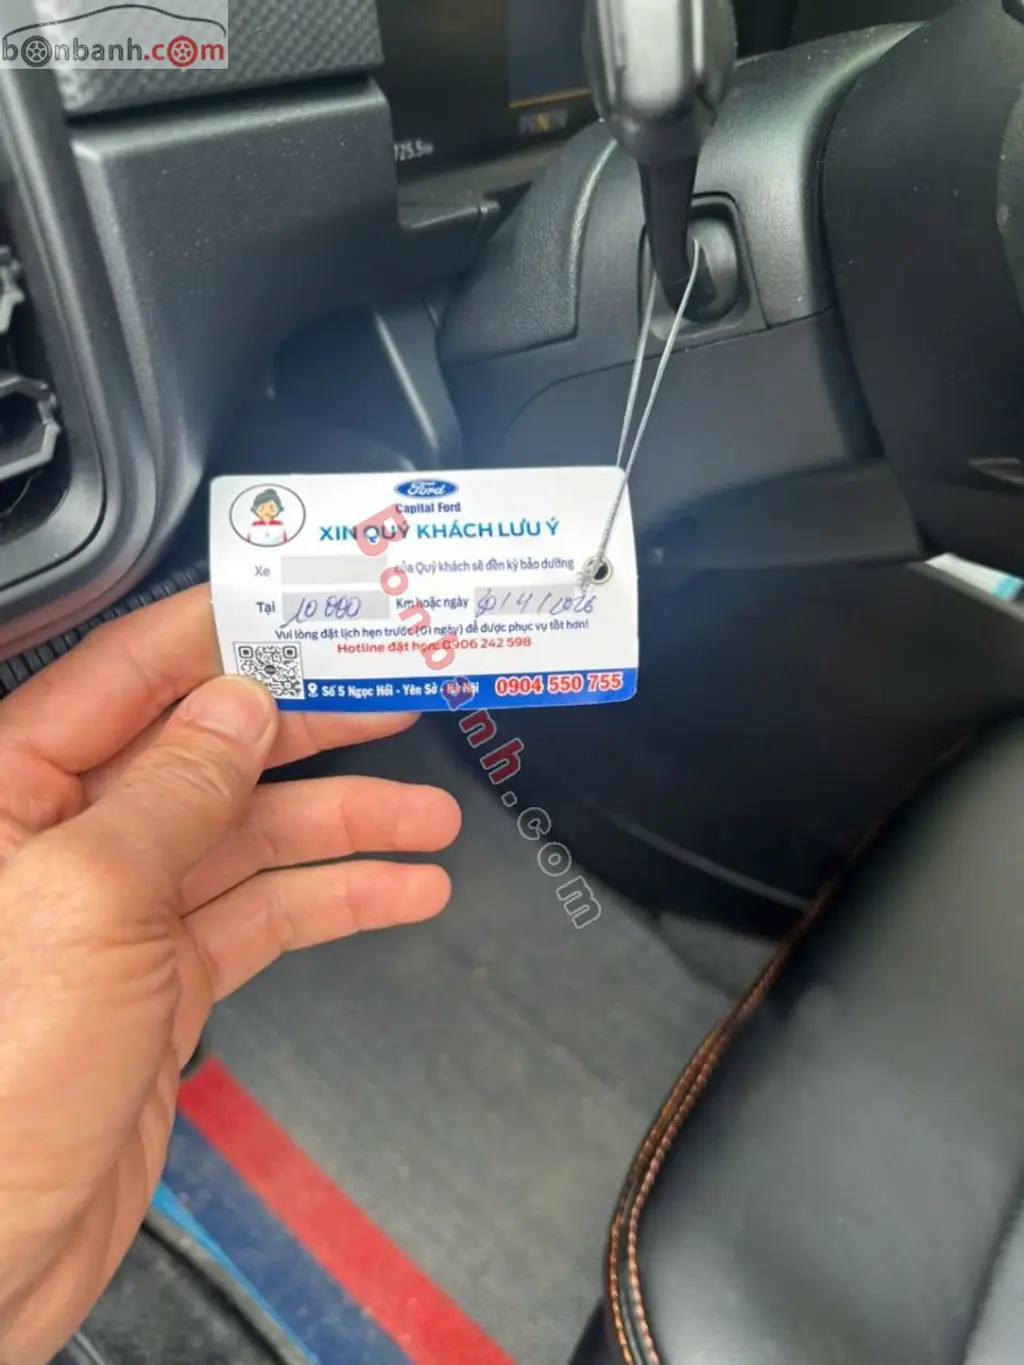 bonbanh.com
725.5
Ford
Capital Ford
XIN QUÝ KHÁCH LƯU Ý
Xe của Quý khách sẽ đến kỳ bảo dưỡng
Tại 10 000 Km hoặc ngày /4/2026
Vui lòng đặt lịch hẹn trước (01 ngày) để được phục vụ tốt hơn!
Hotline đặt hẹn: 0906 242 598
Số 5 Ngọc Hồi - Yên Sở - Hà Nội 0904 550 755
Bonbanh.com